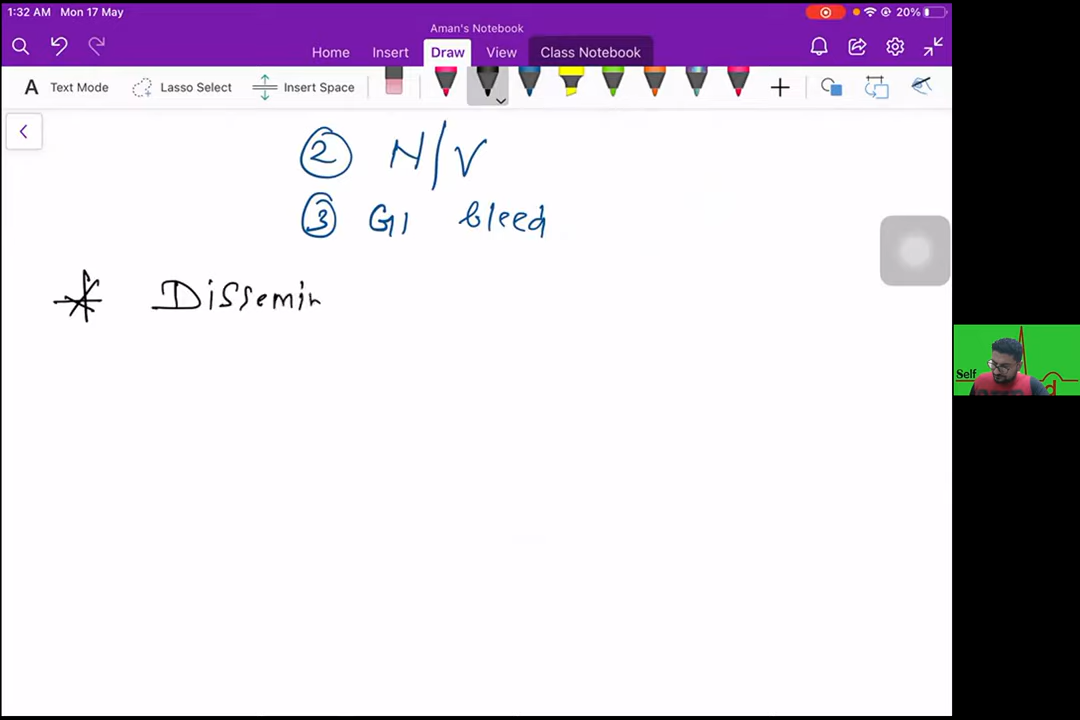 1:32 AM Mon 17 May
20%
Aman's Notebook
Home Insert Draw View Class Notebook
A Text Mode Lasso Select Insert Space
2 N/V
3 GI bleed
* Dissemin
Self